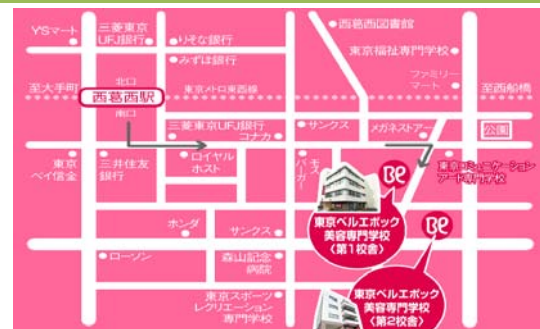 西葛西図書館
Y'Sマート
三菱東京
UFJ銀行
りそな銀行
東京福祉専門学校
みずほ銀行
ファミリー
マート
至大手町
北口
西葛西駅
東京メトロ東西線
至西船橋
南口
三菱東京UFJ銀行
コナカ
サンクス
メガネストアー
公園
東京
ベイ信金
三井住友
銀行
ロイヤル
ホスト
モス
バーガー
東京コミュニケーション
アート専門学校
Be
東京ベルエポック
美容専門学校
〈第1校舎〉
Be
ホンダ
サンクス
ローソン
森山記念
病院
東京ベルエポック
美容専門学校
〈第2校舎〉
東京スポーツ
レクリエーション
専門学校